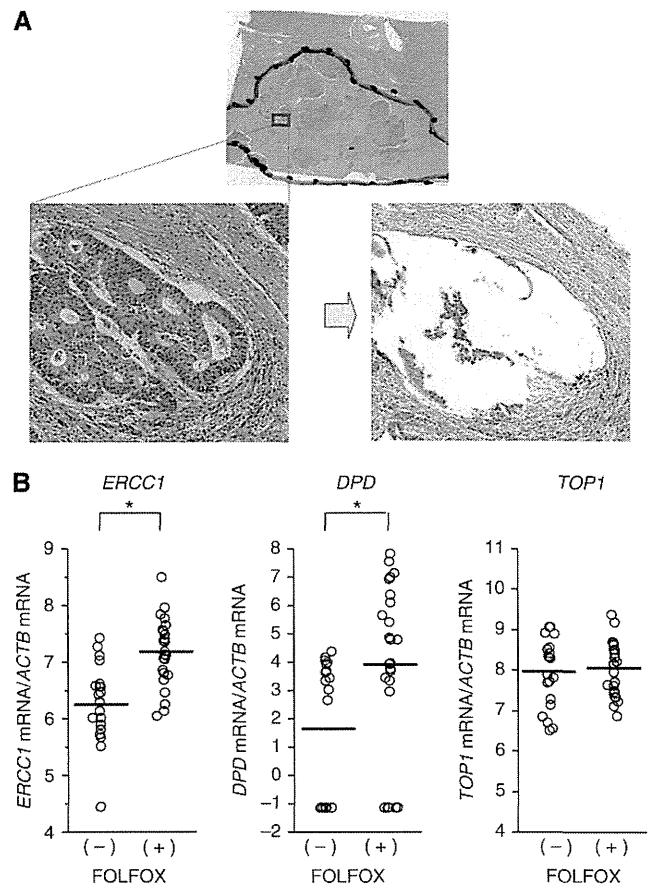 A
B
ERCC1
*
ERCC1 mRNA/ACTB mRNA
9
8
7
6
5
4
(−) (+)
FOLFOX
DPD
*
DPD mRNA/ACTB mRNA
8
7
6
5
4
3
2
1
0
−1
−2
(−) (+)
FOLFOX
TOP1
TOP1 mRNA/ACTB mRNA
11
10
9
8
7
6
5
4
(−) (+)
FOLFOX